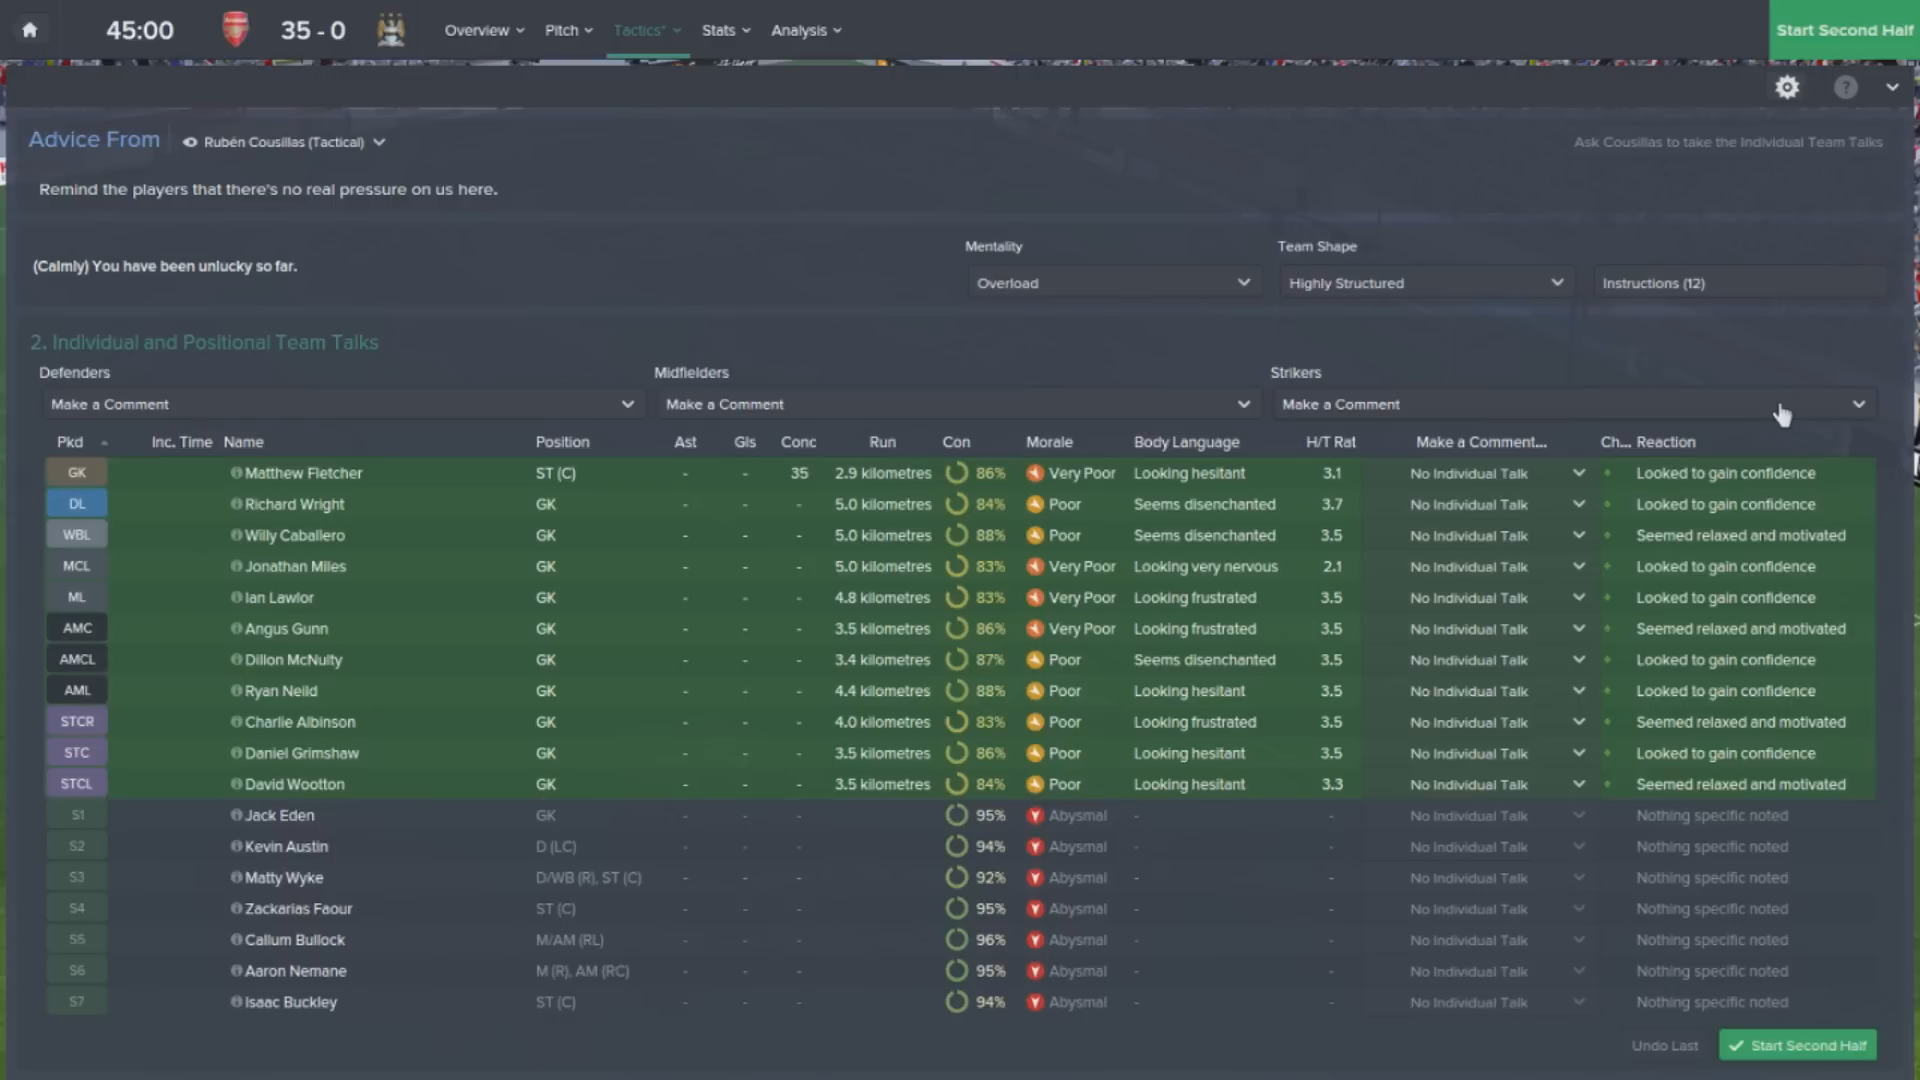 45:00 35 - 0 Overview Pitch Tactics* Stats Analysis Start Second Half
Advice From Rubén Cousillas (Tactical) Ask Cousillas to take the Individual Team Talks
Remind the players that there's no real pressure on us here.
Mentality Team Shape
(Calmly) You have been unlucky so far. Overload Highly Structured Instructions (12)
2. Individual and Positional Team Talks
Defenders Midfielders Strikers
Make a Comment Make a Comment Make a Comment
Pkd Inc. Time Name Position Ast Gls Conc Run Con Morale Body Language H/T Rat Make a Comment... Ch... Reaction
GK Matthew Fletcher ST (C) - - 35 2.9 kilometres 86% Very Poor Looking hesitant 3.1 No Individual Talk Looked to gain confidence
DL Richard Wright GK - - - 5.0 kilometres 84% Poor Seems disenchanted 3.7 No Individual Talk Looked to gain confidence
WBL Willy Caballero GK - - - 5.0 kilometres 88% Poor Seems disenchanted 3.5 No Individual Talk Seemed relaxed and motivated
MCL Jonathan Miles GK - - - 5.0 kilometres 83% Very Poor Looking very nervous 2.1 No Individual Talk Looked to gain confidence
ML Ian Lawlor GK - - - 4.8 kilometres 83% Very Poor Looking frustrated 3.5 No Individual Talk Looked to gain confidence
AMC Angus Gunn GK - - - 3.5 kilometres 86% Very Poor Looking frustrated 3.5 No Individual Talk Seemed relaxed and motivated
AMCL Dillon McNulty GK - - - 3.4 kilometres 87% Poor Seems disenchanted 3.5 No Individual Talk Looked to gain confidence
AML Ryan Neild GK - - - 4.4 kilometres 88% Poor Looking hesitant 3.5 No Individual Talk Looked to gain confidence
STCR Charlie Albinson GK - - - 4.0 kilometres 83% Poor Looking frustrated 3.5 No Individual Talk Seemed relaxed and motivated
STC Daniel Grimshaw GK - - - 3.5 kilometres 86% Poor Looking hesitant 3.5 No Individual Talk Looked to gain confidence
STCL David Wootton GK - - - 3.5 kilometres 84% Poor Looking hesitant 3.3 No Individual Talk Seemed relaxed and motivated
S1 Jack Eden GK - - - 95% Abysmal - - No Individual Talk Nothing specific noted
S2 Kevin Austin D (LC) - - - 94% Abysmal - - No Individual Talk Nothing specific noted
S3 Matty Wyke D/WB (R), ST (C) - - - 92% Abysmal - - No Individual Talk Nothing specific noted
S4 Zackarias Faour ST (C) - - - 95% Abysmal - - No Individual Talk Nothing specific noted
S5 Callum Bullock M/AM (RL) - - - 96% Abysmal - - No Individual Talk Nothing specific noted
S6 Aaron Nemane M (R), AM (RC) - - - 95% Abysmal - - No Individual Talk Nothing specific noted
S7 Isaac Buckley ST (C) - - - 94% Abysmal - - No Individual Talk Nothing specific noted
Undo Last Start Second Half